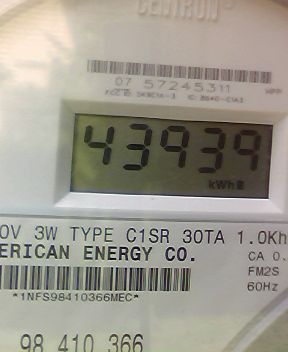 CENTRON
07 57245311
43939
kWh
0V 3W TYPE C1SR 30TA 1.0Kh
ERICAN ENERGY CO.
CA 0.
FM2S
*1NFS98410366MEC*
60Hz
98 410 366